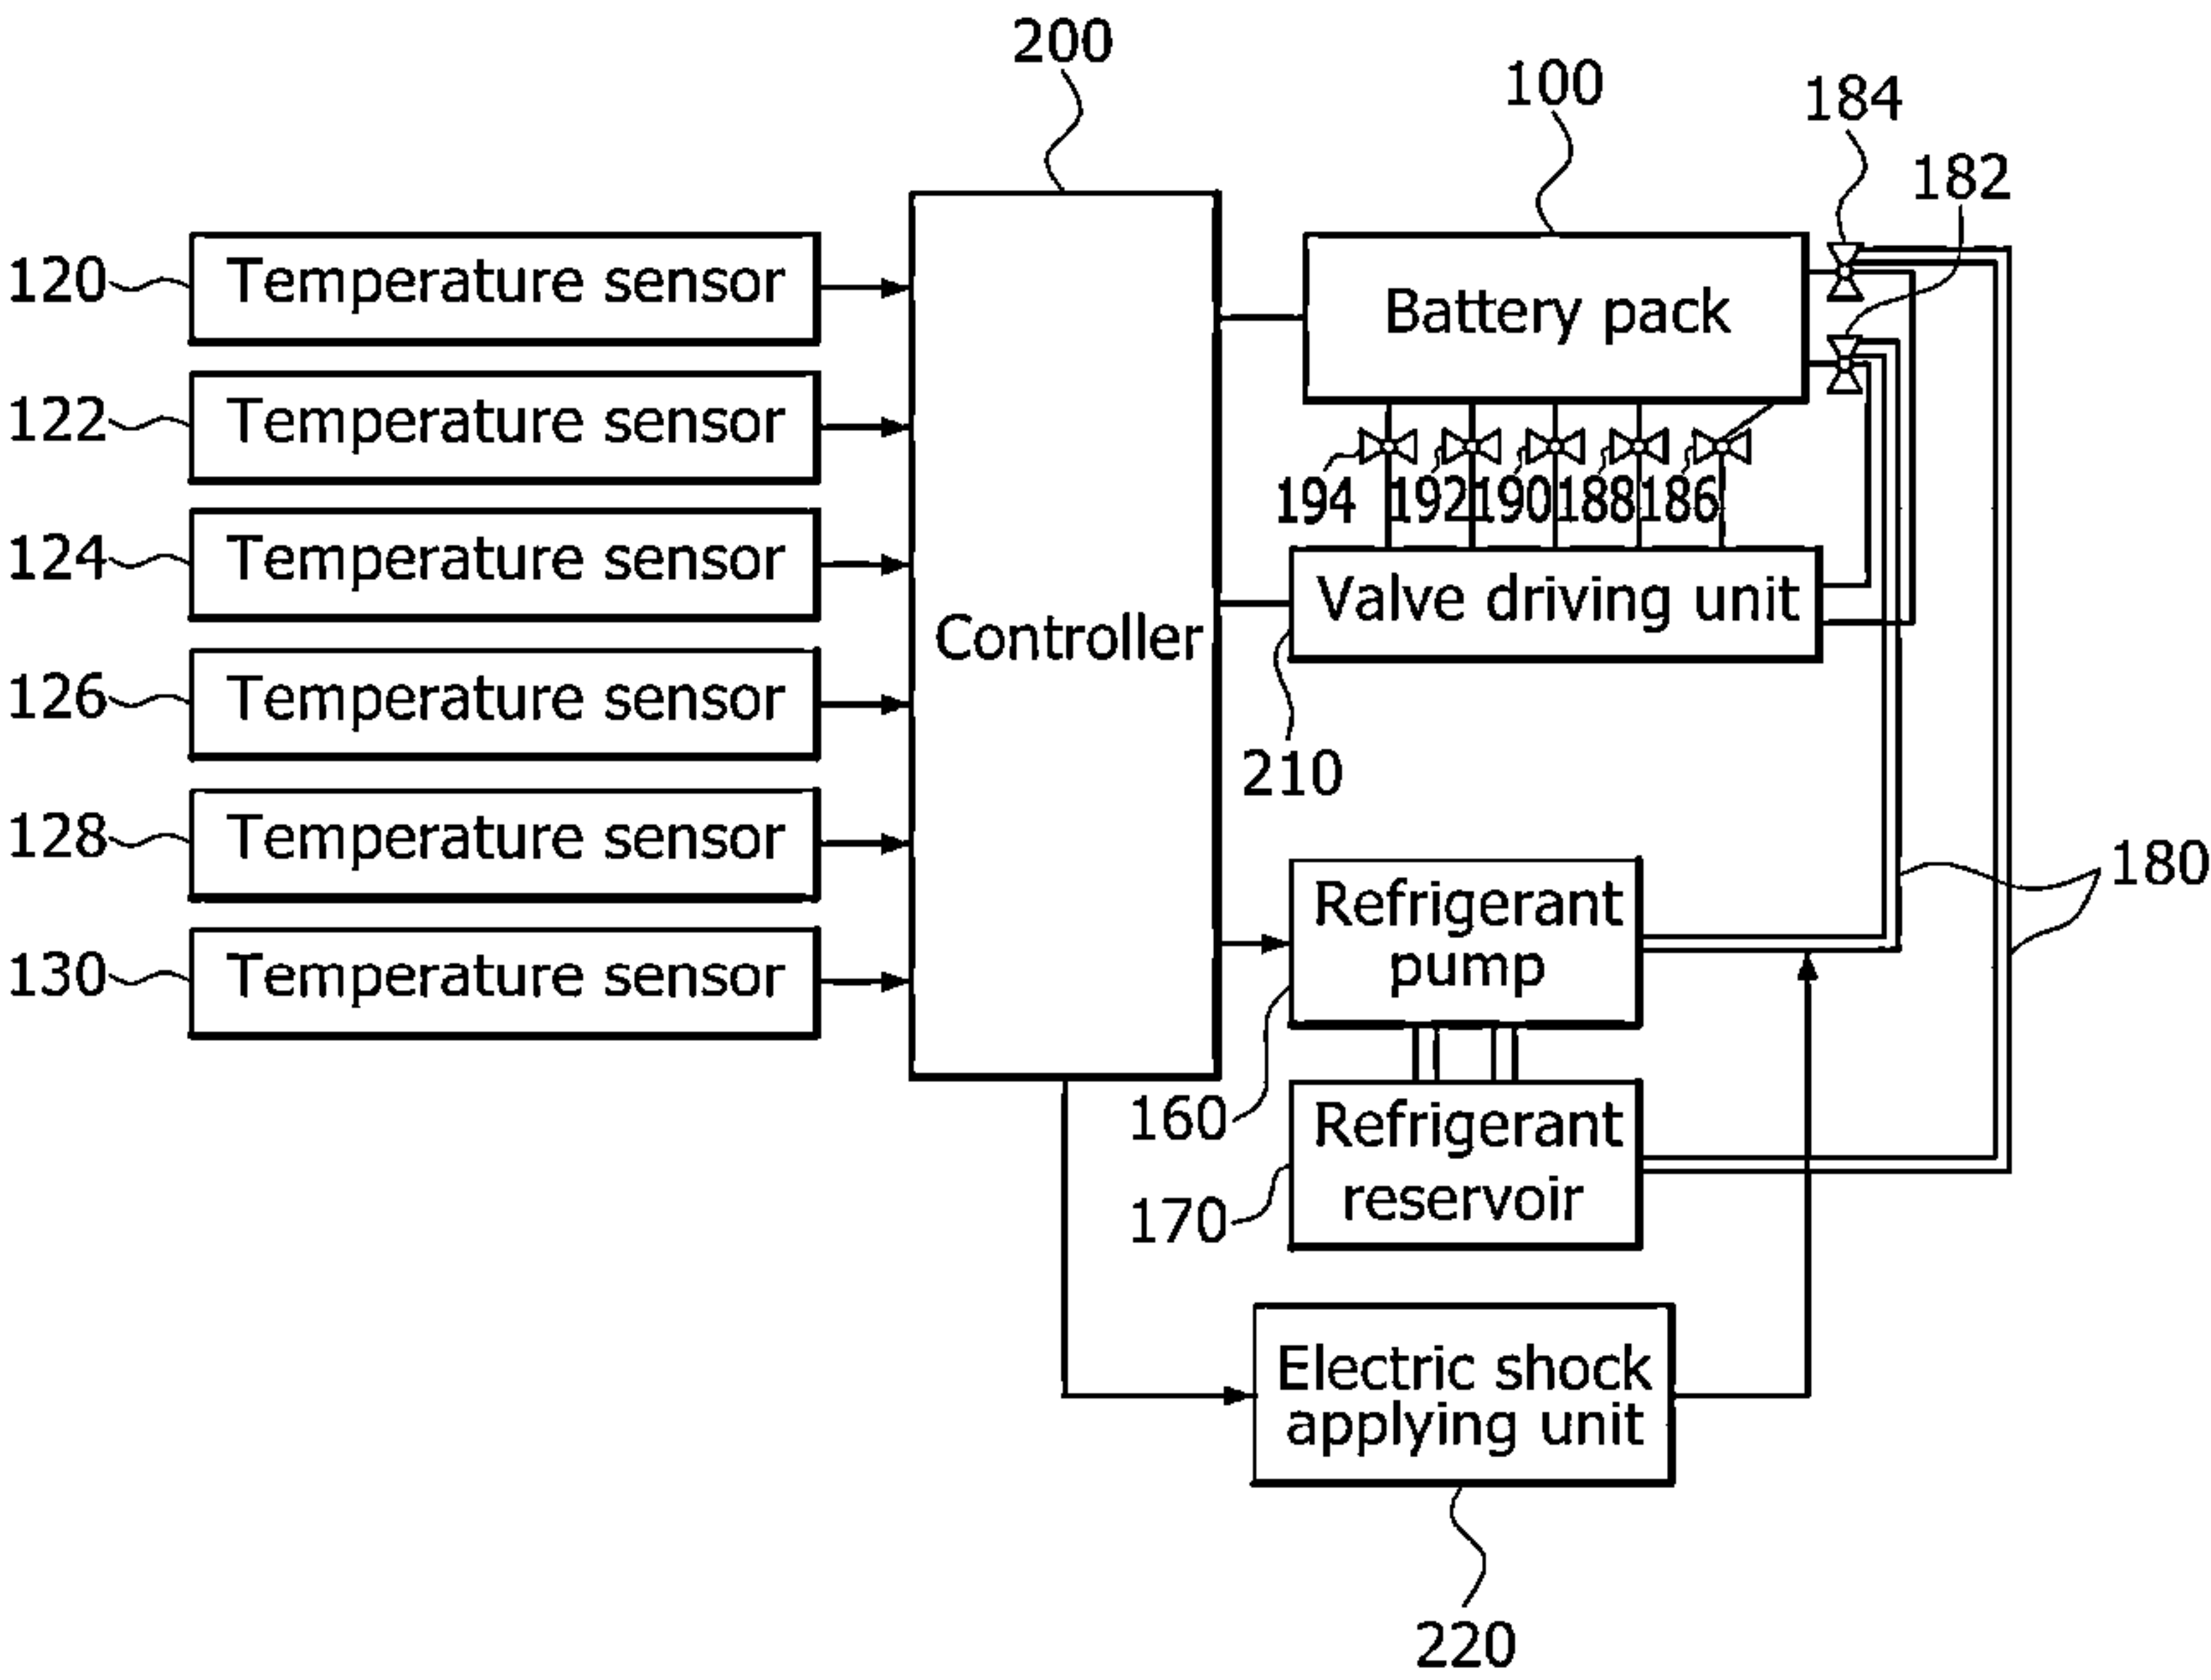 200
100
184
182
120 Temperature sensor
Battery pack
122 Temperature sensor
194 192 190 188 186
124 Temperature sensor
Valve driving unit
Controller
126 Temperature sensor
210
128 Temperature sensor
180
Refrigerant
pump
130 Temperature sensor
160
Refrigerant
reservoir
170
Electric shock
applying unit
220